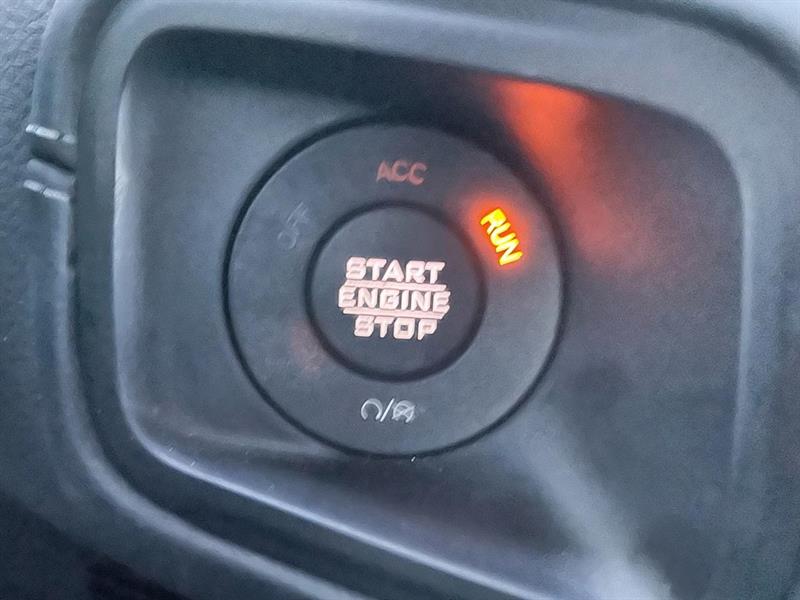 ACC
OFF
RUN
START
ENGINE
STOP